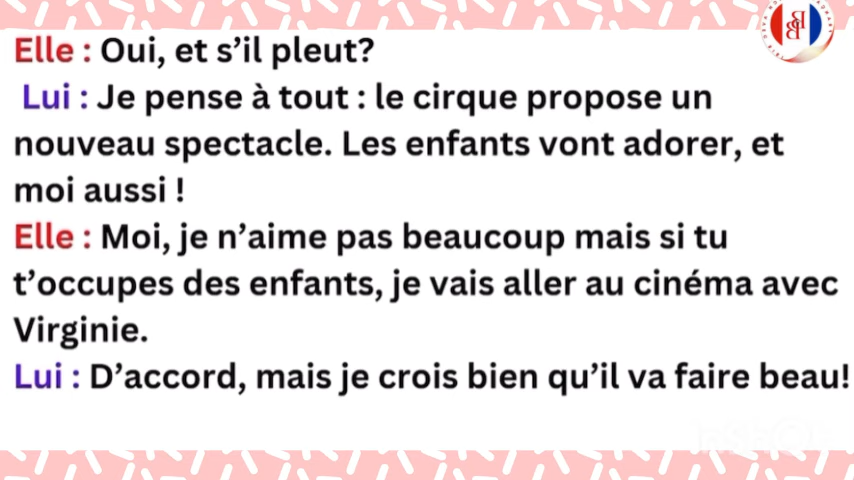 Elle : Oui, et s’il pleut?
Lui : Je pense à tout : le cirque propose un
nouveau spectacle. Les enfants vont adorer, et
moi aussi !
Elle : Moi, je n’aime pas beaucoup mais si tu
t’occupes des enfants, je vais aller au cinéma avec
Virginie.
Lui : D’accord, mais je crois bien qu’il va faire beau!